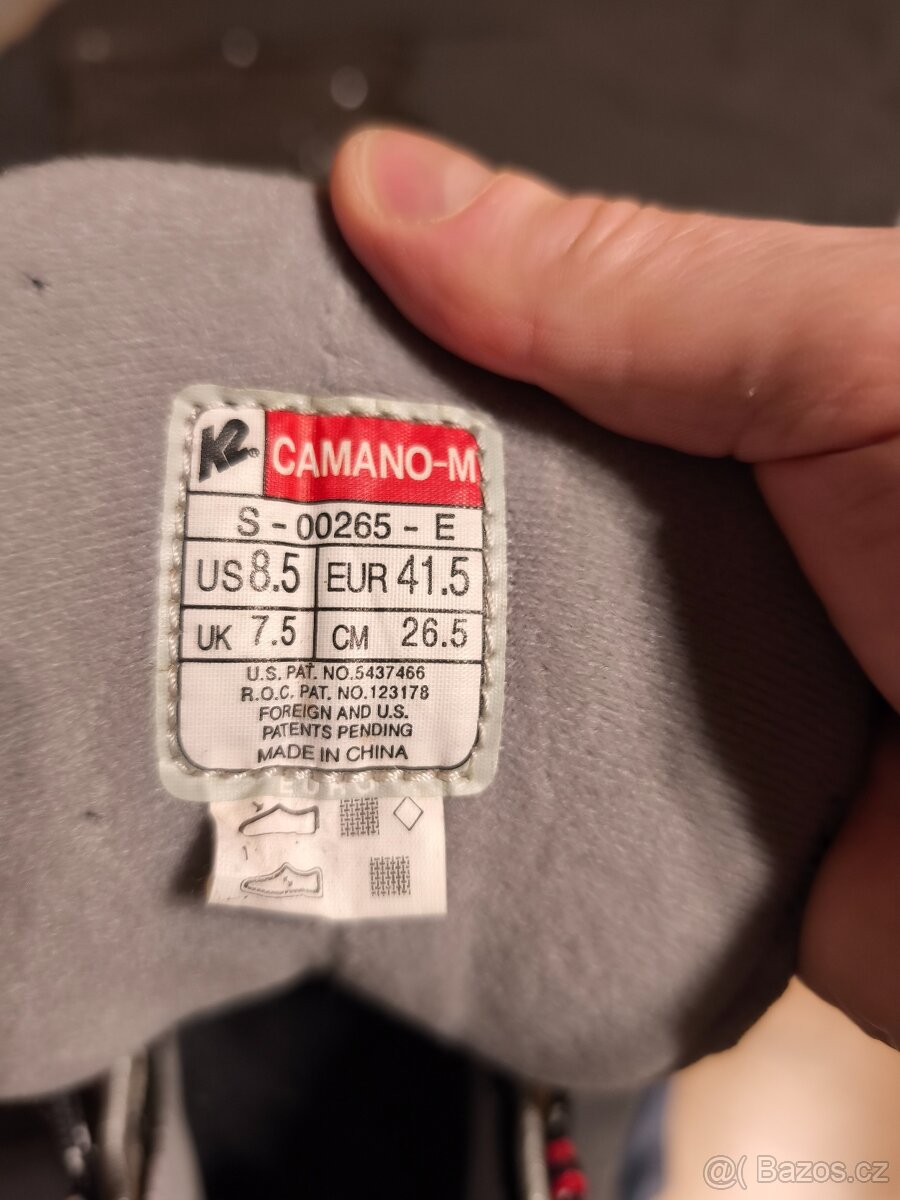 K2® CAMANO-M
S - 00265 - E
US 8.5 EUR 41.5
UK 7.5 CM 26.5
U.S. PAT. NO.5437466
R.O.C. PAT. NO.123178
FOREIGN AND U.S.
PATENTS PENDING
MADE IN CHINA
EURO
@( Bazos.cz